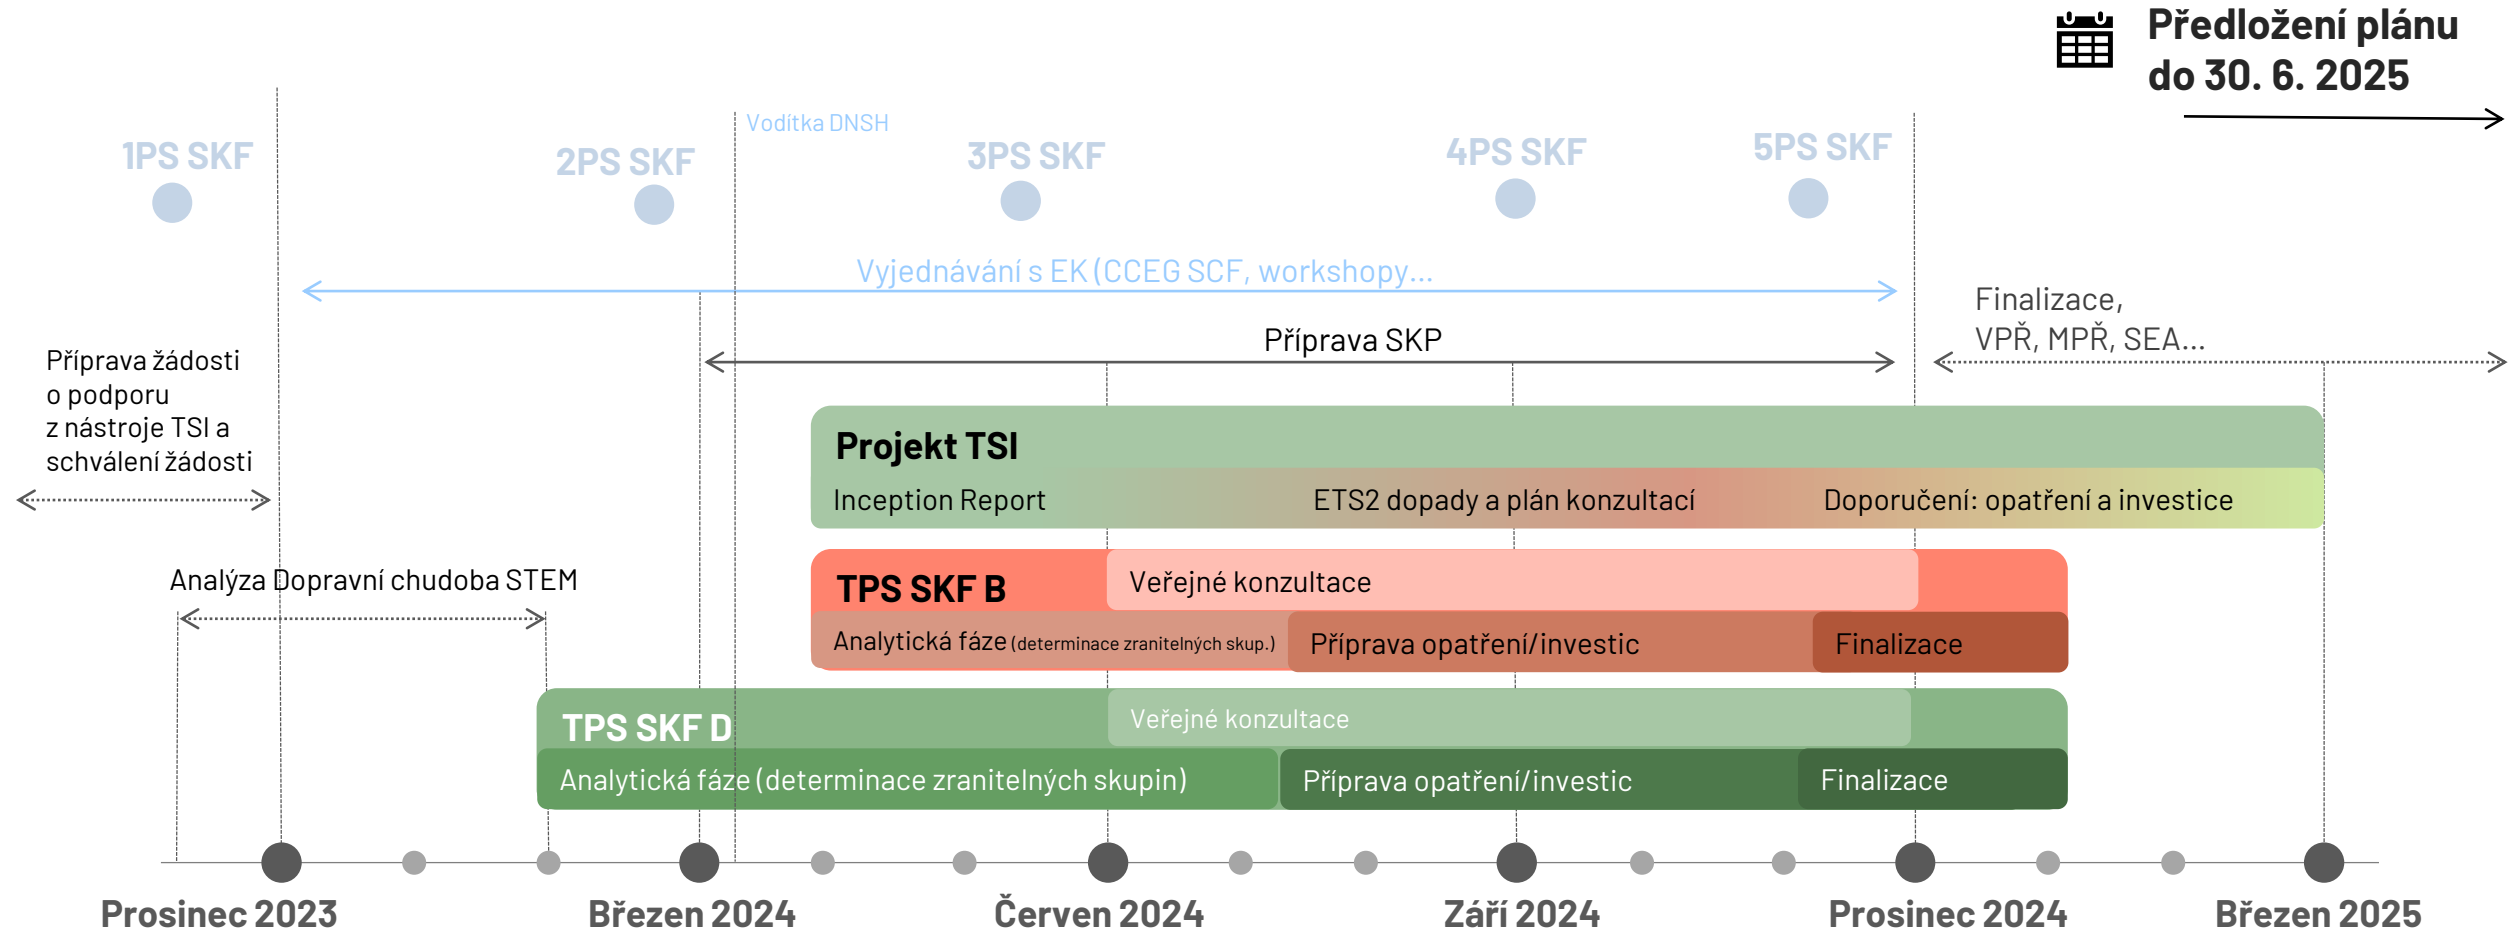 Předložení plánu
do 30. 6. 2025
Vodítka DNSH
1PS SKF
2PS SKF
3PS SKF
4PS SKF
5PS SKF
Vyjednávání s EK (CCEG SCF, workshopy...
Finalizace,
VPŘ, MPŘ, SEA...
Příprava SKP
Příprava žádosti
o podporu
z nástroje TSI a
schválení žádosti
Projekt TSI
Inception Report
ETS2 dopady a plán konzultací
Doporučení: opatření a investice
Analýza Dopravní chudoba STEM
TPS SKF B
Veřejné konzultace
Analytická fáze (determinace zranitelných skup.)
Příprava opatření/investic
Finalizace
TPS SKF D
Veřejné konzultace
Analytická fáze (determinace zranitelných skupin)
Příprava opatření/investic
Finalizace
Prosinec 2023
Březen 2024
Červen 2024
Září 2024
Prosinec 2024
Březen 2025